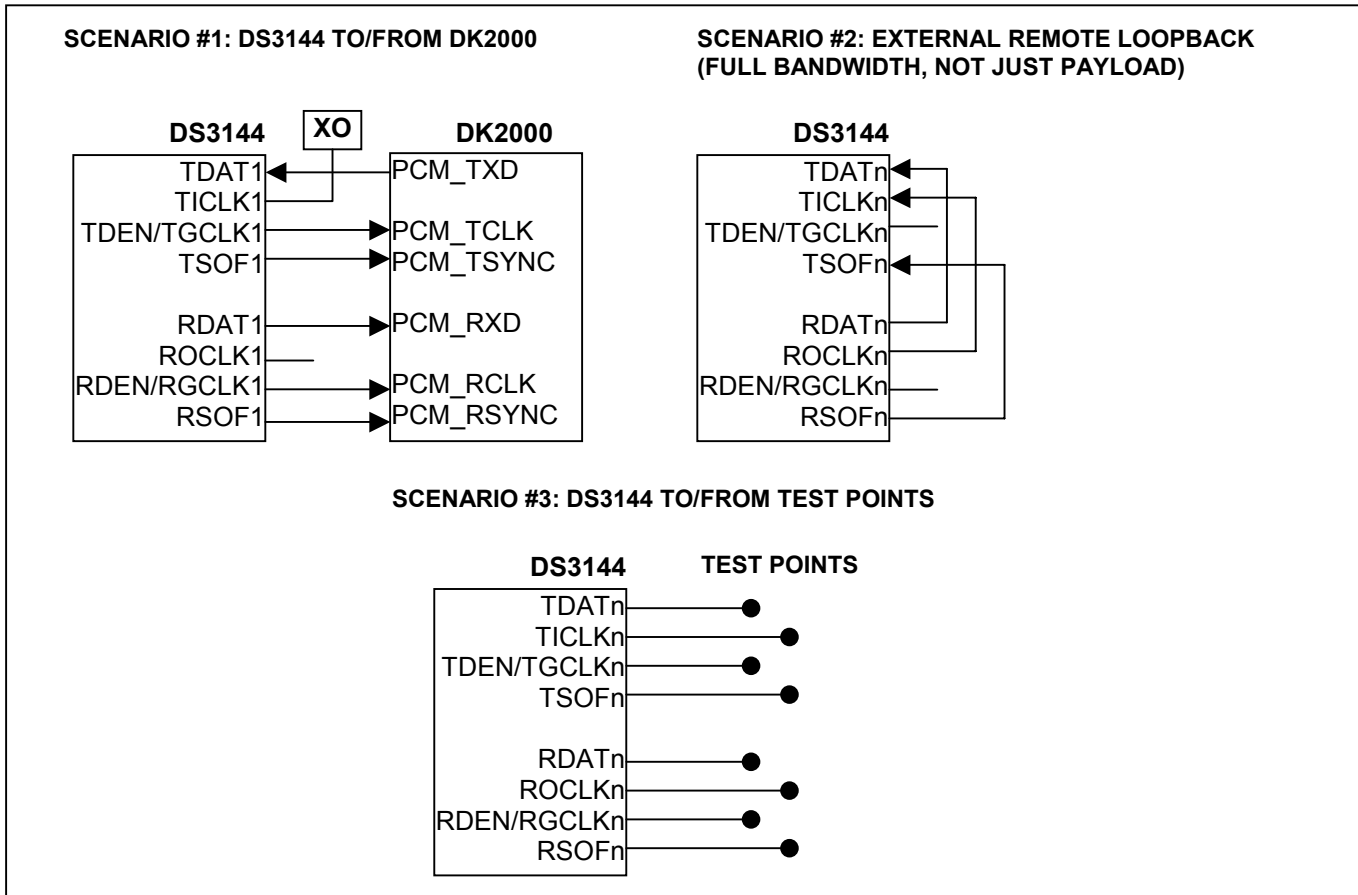 SCENARIO #1: DS3144 TO/FROM DK2000
DS3144
XO
DK2000
TDAT1
TICLK1
TDEN/TGCLK1
TSOF1
RDAT1
ROCLK1
RDEN/RGCLK1
RSOF1
PCM_TXD
PCM_TCLK
PCM_TSYNC
PCM_RXD
PCM_RCLK
PCM_RSYNC
SCENARIO #2: EXTERNAL REMOTE LOOPBACK
(FULL BANDWIDTH, NOT JUST PAYLOAD)
DS3144
TDATn
TICLKn
TDEN/TGCLKn
TSOFn
RDATn
ROCLKn
RDEN/RGCLKn
RSOFn
SCENARIO #3: DS3144 TO/FROM TEST POINTS
DS3144
TEST POINTS
TDATn
TICLKn
TDEN/TGCLKn
TSOFn
RDATn
ROCLKn
RDEN/RGCLKn
RSOFn